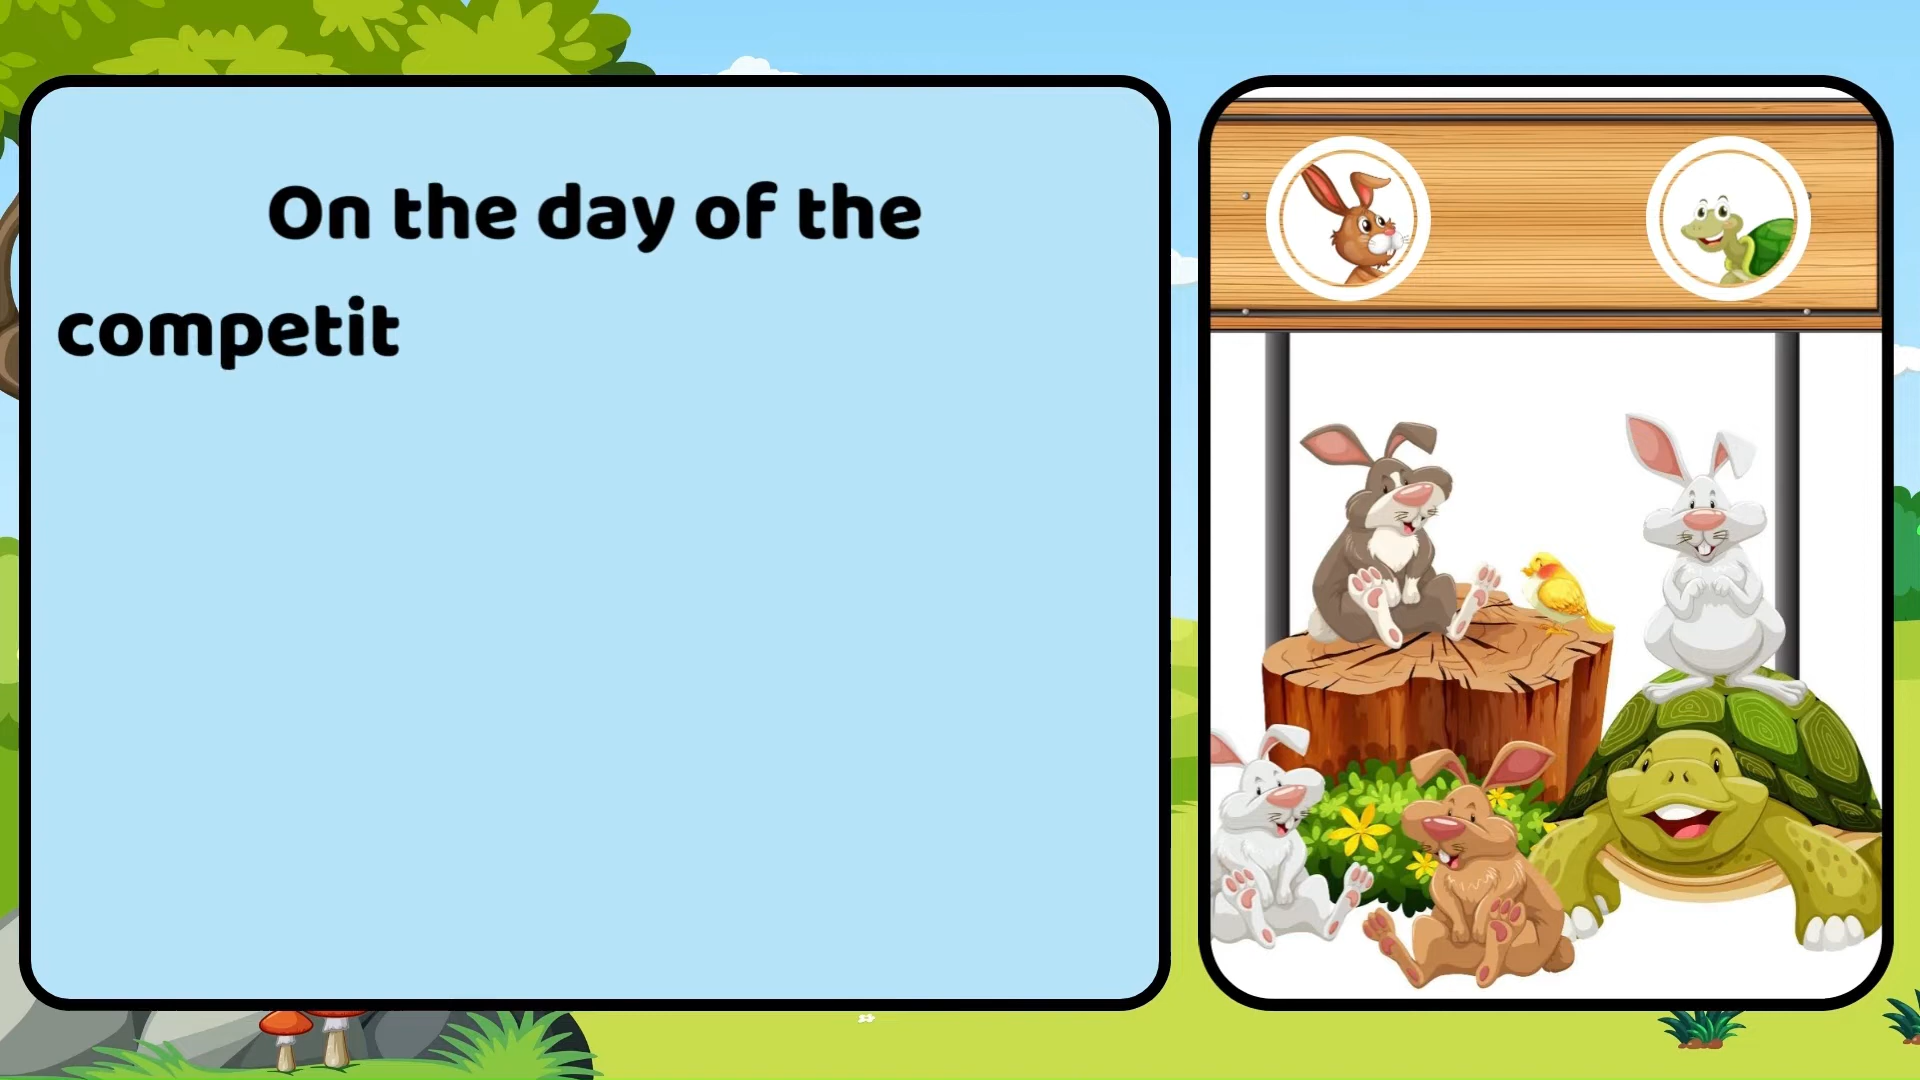 On the day of the
competit